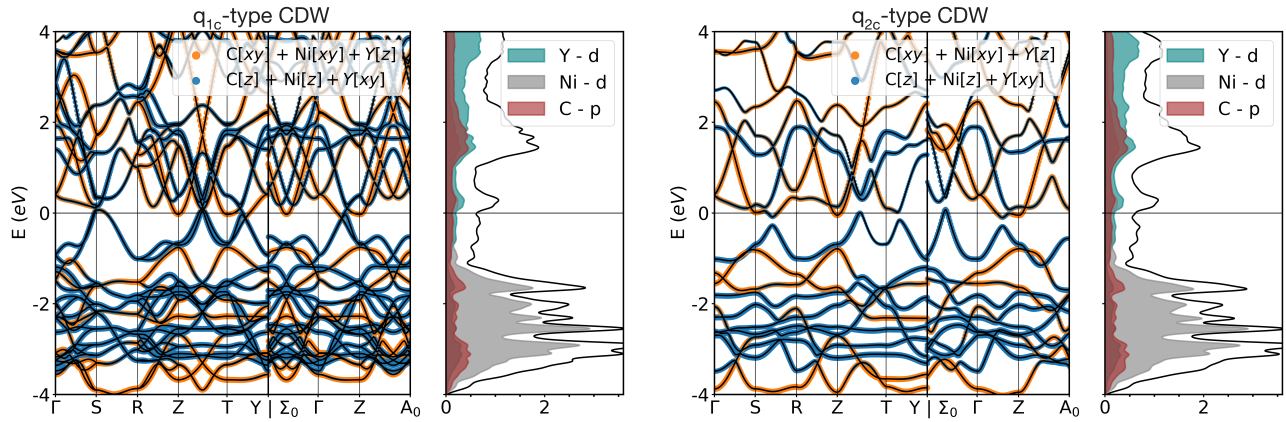 q1c-type CDW
C[xy] + Ni[xy] + Y[z]
C[z] + Ni[z] + Y[xy]
E (eV)
4
2
0
-2
-4
Γ S R Z T Y | Σ0 Γ Z A0
Y - d
Ni - d
C - p
0 2
q2c-type CDW
C[xy] + Ni[xy] + Y[z]
C[z] + Ni[z] + Y[xy]
E (eV)
4
2
0
-2
-4
Γ S R Z T Y | Σ0 Γ Z A0
Y - d
Ni - d
C - p
0 2